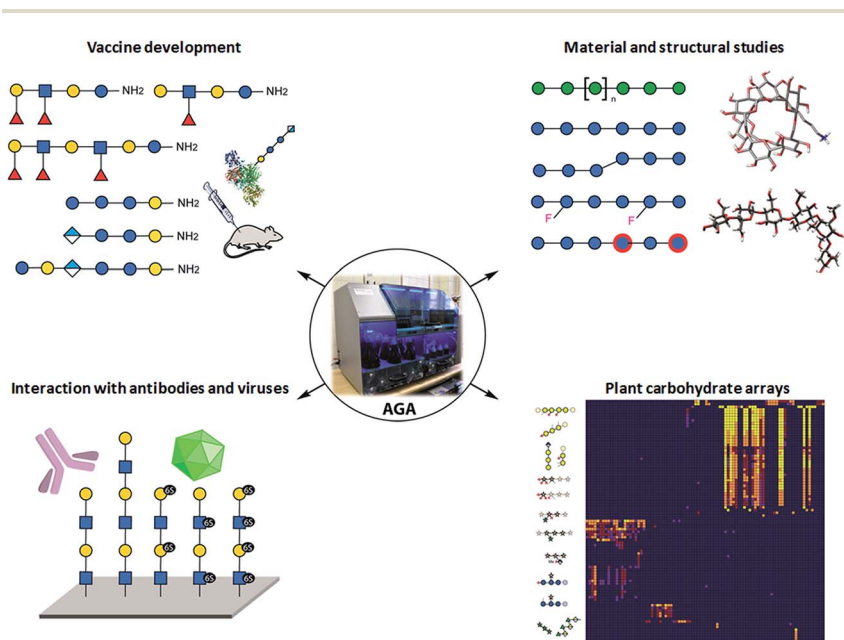 Vaccine development
NH2
NH2
NH2
NH2
NH2
NH2
Material and structural studies
n
F
F
AGA
Interaction with antibodies and viruses
6S
6S
6S
6S
6S
6S
6S
6S
Plant carbohydrate arrays